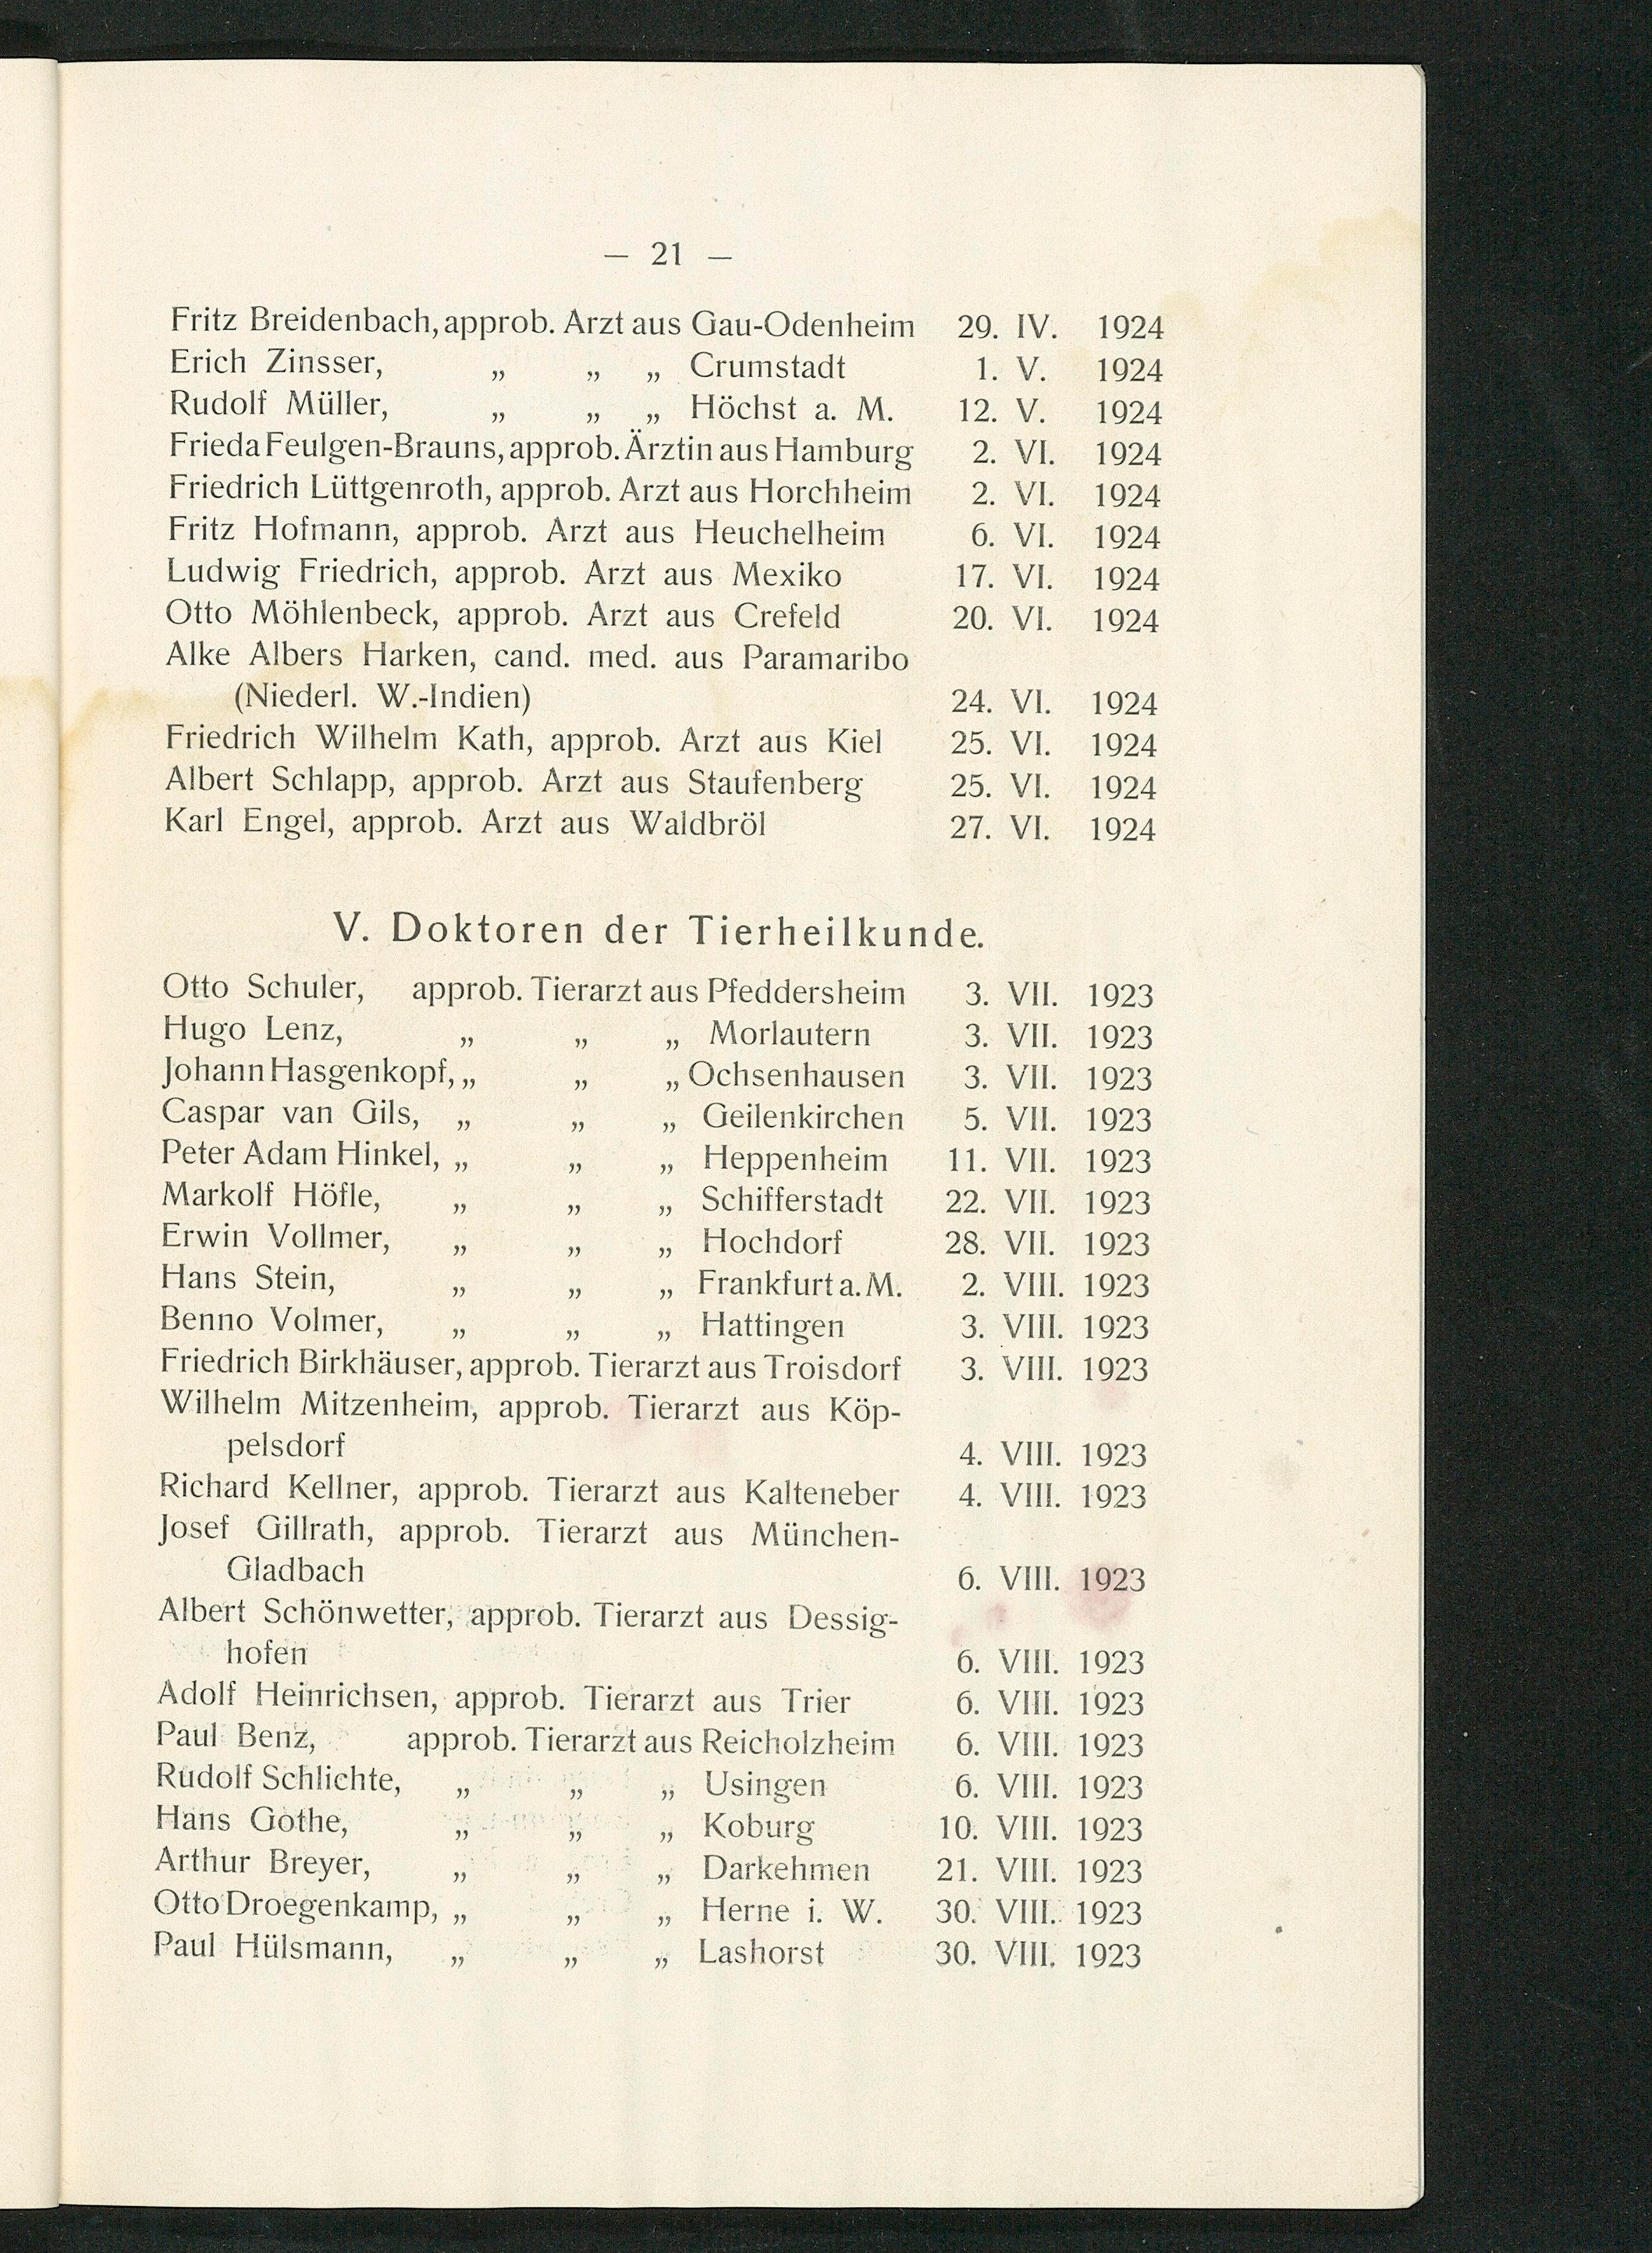 — 21 —
Fritz Breidenbach, approb. Arzt aus Gau-Odenheim 29. IV. 1924
Erich Zinsser, „ „ „ Crumstadt 1. V. 1924
Rudolf Müller, „ „ „ Höchst a. M. 12. V. 1924
Frieda Feulgen-Brauns, approb. Ärztin aus Hamburg 2. VI. 1924
Friedrich Lüttgenroth, approb. Arzt aus Horchheim 2. VI. 1924
Fritz Hofmann, approb. Arzt aus Heuchelheim 6. VI. 1924
Ludwig Friedrich, approb. Arzt aus Mexiko 17. VI. 1924
Otto Möhlenbeck, approb. Arzt aus Crefeld 20. VI. 1924
Alke Albers Harken, cand. med. aus Paramaribo
(Niederl. W.-Indien) 24. VI. 1924
Friedrich Wilhelm Kath, approb. Arzt aus Kiel 25. VI. 1924
Albert Schlapp, approb. Arzt aus Staufenberg 25. VI. 1924
Karl Engel, approb. Arzt aus Waldbröl 27. VI. 1924
V. Doktoren der Tierheilkunde.
Otto Schuler, approb. Tierarzt aus Pfeddersheim 3. VII. 1923
Hugo Lenz, „ „ „ Morlautern 3. VII. 1923
Johann Hasgenkopf, „ „ „ Ochsenhausen 3. VII. 1923
Caspar van Gils, „ „ „ Geilenkirchen 5. VII. 1923
Peter Adam Hinkel, „ „ „ Heppenheim 11. VII. 1923
Markolf Höfle, „ „ „ Schifferstadt 22. VII. 1923
Erwin Vollmer, „ „ „ Hochdorf 28. VII. 1923
Hans Stein, „ „ „ Frankfurt a. M. 2. VIII. 1923
Benno Volmer, „ „ „ Hattingen 3. VIII. 1923
Friedrich Birkhäuser, approb. Tierarzt aus Troisdorf 3. VIII. 1923
Wilhelm Mitzenheim, approb. Tierarzt aus Köp-
pelsdorf 4. VIII. 1923
Richard Kellner, approb. Tierarzt aus Kalteneber 4. VIII. 1923
Josef Gillrath, approb. Tierarzt aus München-
Gladbach 6. VIII. 1923
Albert Schönwetter, approb. Tierarzt aus Dessig-
hofen 6. VIII. 1923
Adolf Heinrichsen, approb. Tierarzt aus Trier 6. VIII. 1923
Paul Benz, approb. Tierarzt aus Reicholzheim 6. VIII. 1923
Rudolf Schlichte, „ „ „ Usingen 6. VIII. 1923
Hans Gothe, „ „ „ Koburg 10. VIII. 1923
Arthur Breyer, „ „ „ Darkehmen 21. VIII. 1923
Otto Droegenkamp, „ „ „ Herne i. W. 30. VIII. 1923
Paul Hülsmann, „ „ „ Lashorst 30. VIII. 1923